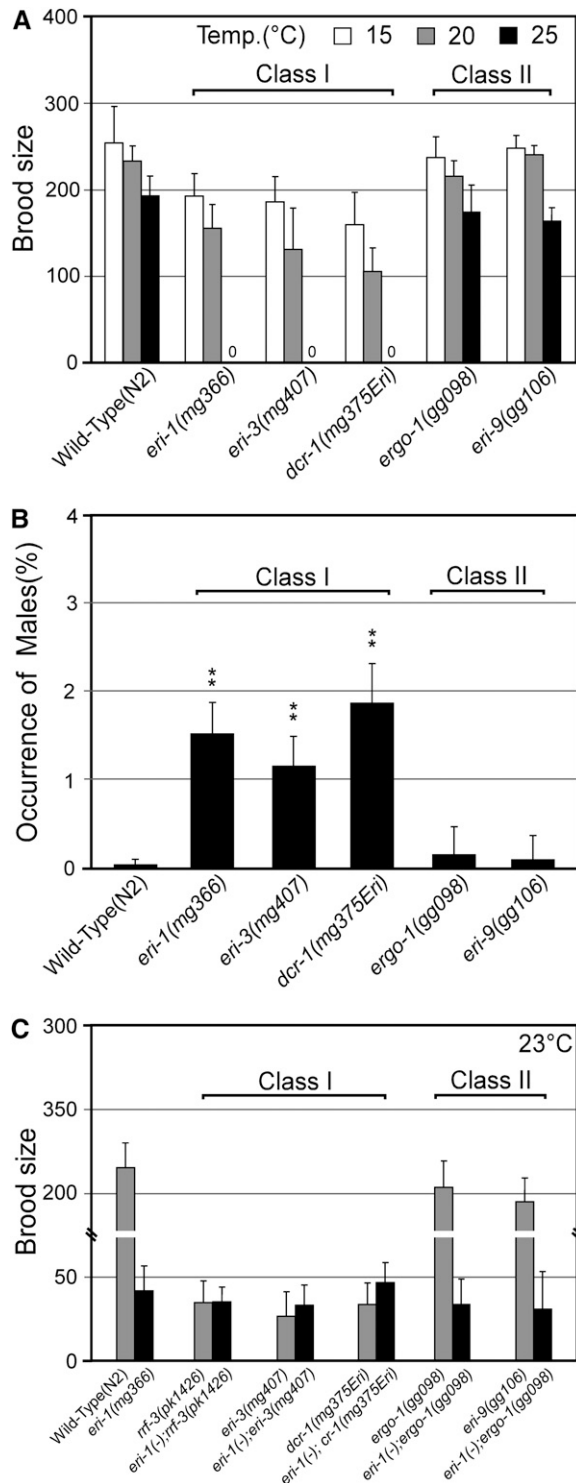 A
Temp.(°C) 15 20 25
Class I Class II
Brood size
300
200
100
0
0 0 0
Wild-Type(N2)
eri-1(mg366)
eri-3(mg407)
dcr-1(mg375Eri)
ergo-1(gg098)
eri-9(gg106)
B
Class I Class II
Occurrence of Males(%)
4
3
2
1
0
** ** **
Wild-Type(N2)
eri-1(mg366)
eri-3(mg407)
dcr-1(mg375Eri)
ergo-1(gg098)
eri-9(gg106)
C
23°C
Class I Class II
Brood size
300
350
200
50
0
Wild-Type(N2)
eri-1(mg366)
rrf-3(pk1426)
eri-1(-);rrf-3(pk1426)
eri-3(mg407)
eri-1(-);eri-3(mg407)
dcr-1(mg375Eri)
eri-1(-); cr-1(mg375Eri)
ergo-1(gg098)
eri-1(-);ergo-1(gg098)
eri-9(gg106)
eri-1(-);ergo-1(gg098)